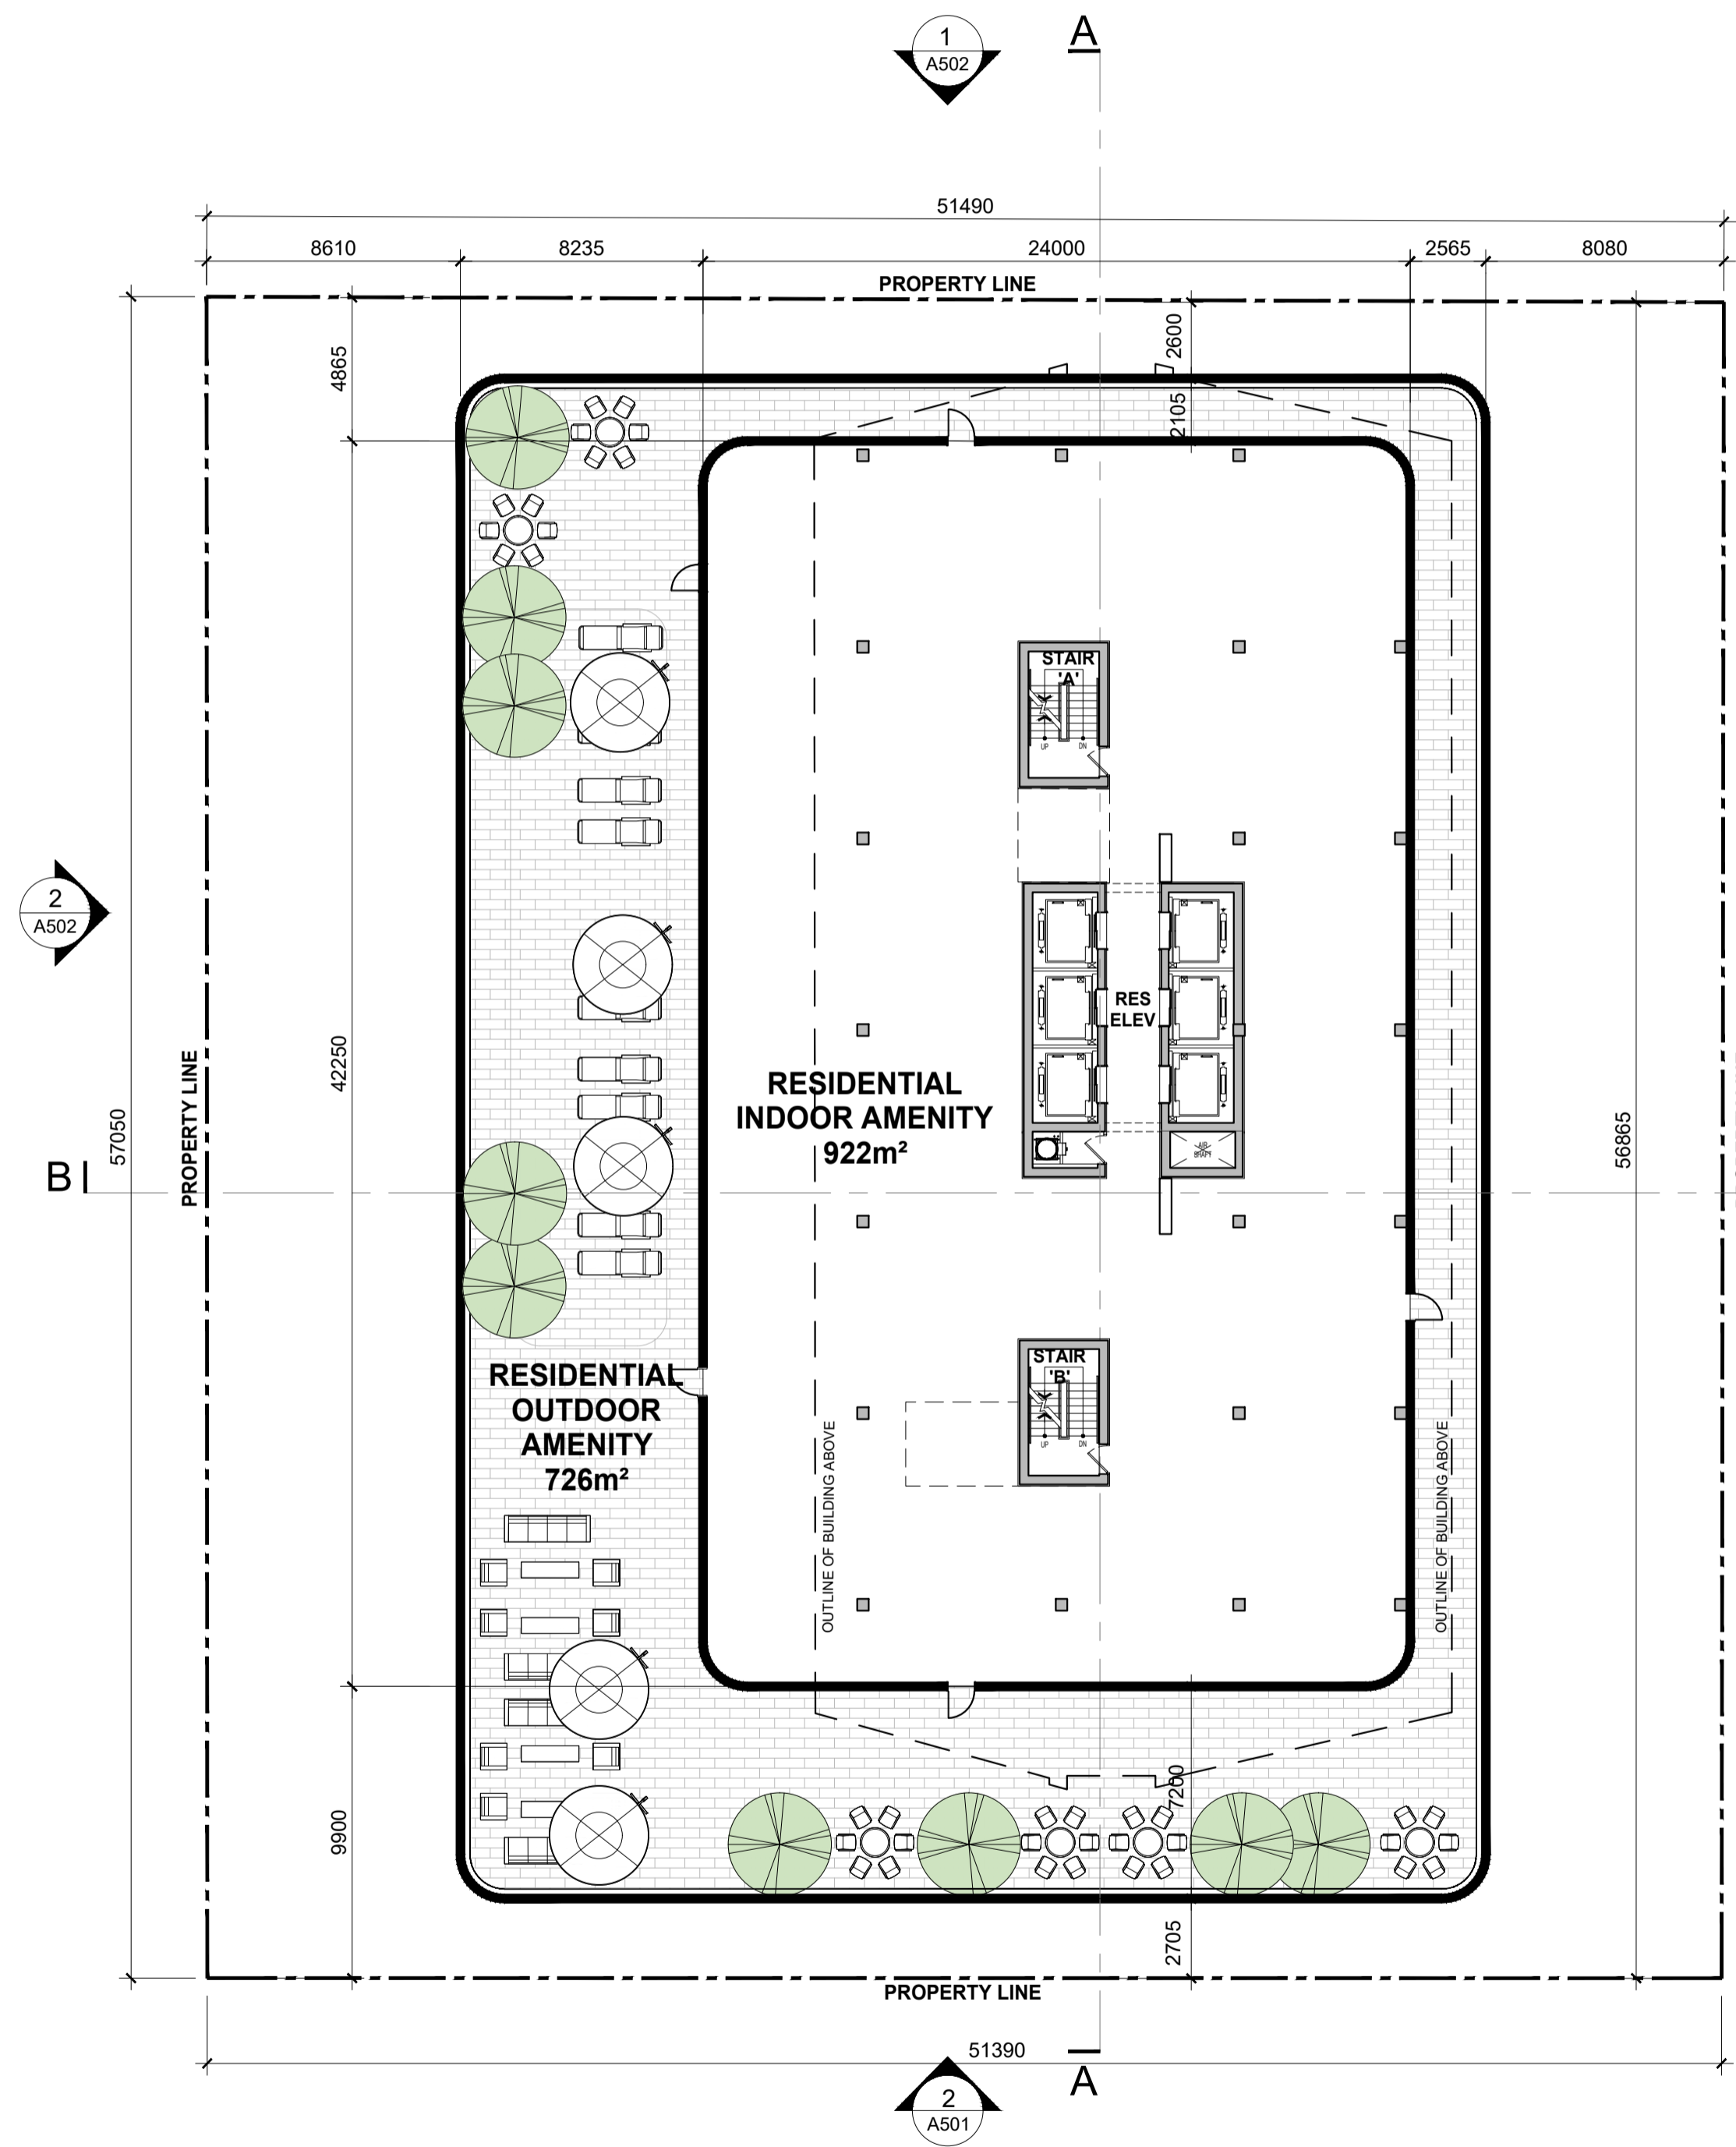 1
A502
A
51490
8610
8235
24000
2565
8080
PROPERTY LINE
2600
4865
2105
STAIR
'A'
UP
DN
2
A502
RES
ELEV
42250
RESIDENTIAL
INDOOR AMENITY
922m²
PROPERTY LINE
57050
56865
AIR
SHAFT
B
STAIR
'B'
UP
DN
RESIDENTIAL
OUTDOOR
AMENITY
726m²
OUTLINE OF BUILDING ABOVE
OUTLINE OF BUILDING ABOVE
7200
9900
2705
PROPERTY LINE
51390
A
2
A501